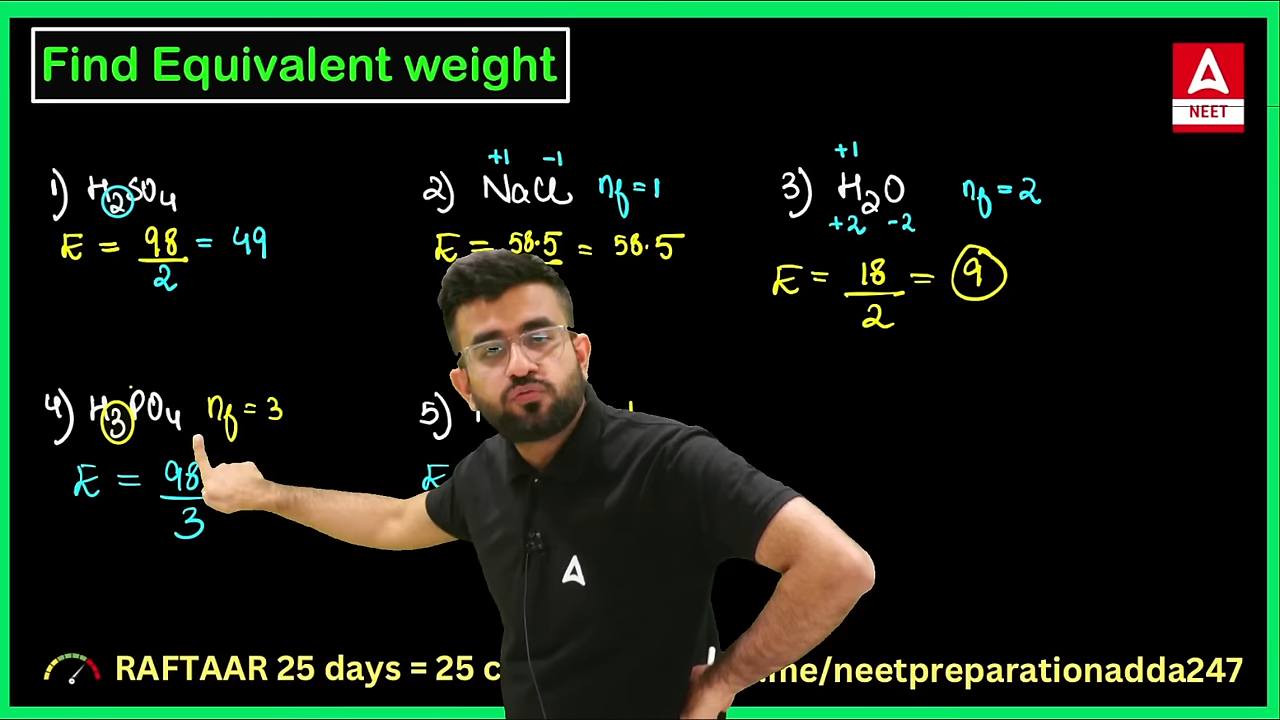 Find Equivalent weight
NEET
1) H2SO4
E = 98/2 = 49
+1 -1
2) NaCl nf = 1
E = 58.5 = 58.5
+1
3) H2O nf = 2
+2 -2
E = 18/2 = 9
4) H3PO4 nf = 3
E = 98/3
5)
E
RAFTAAR 25 days = 25 c
me/neetpreparationadda247